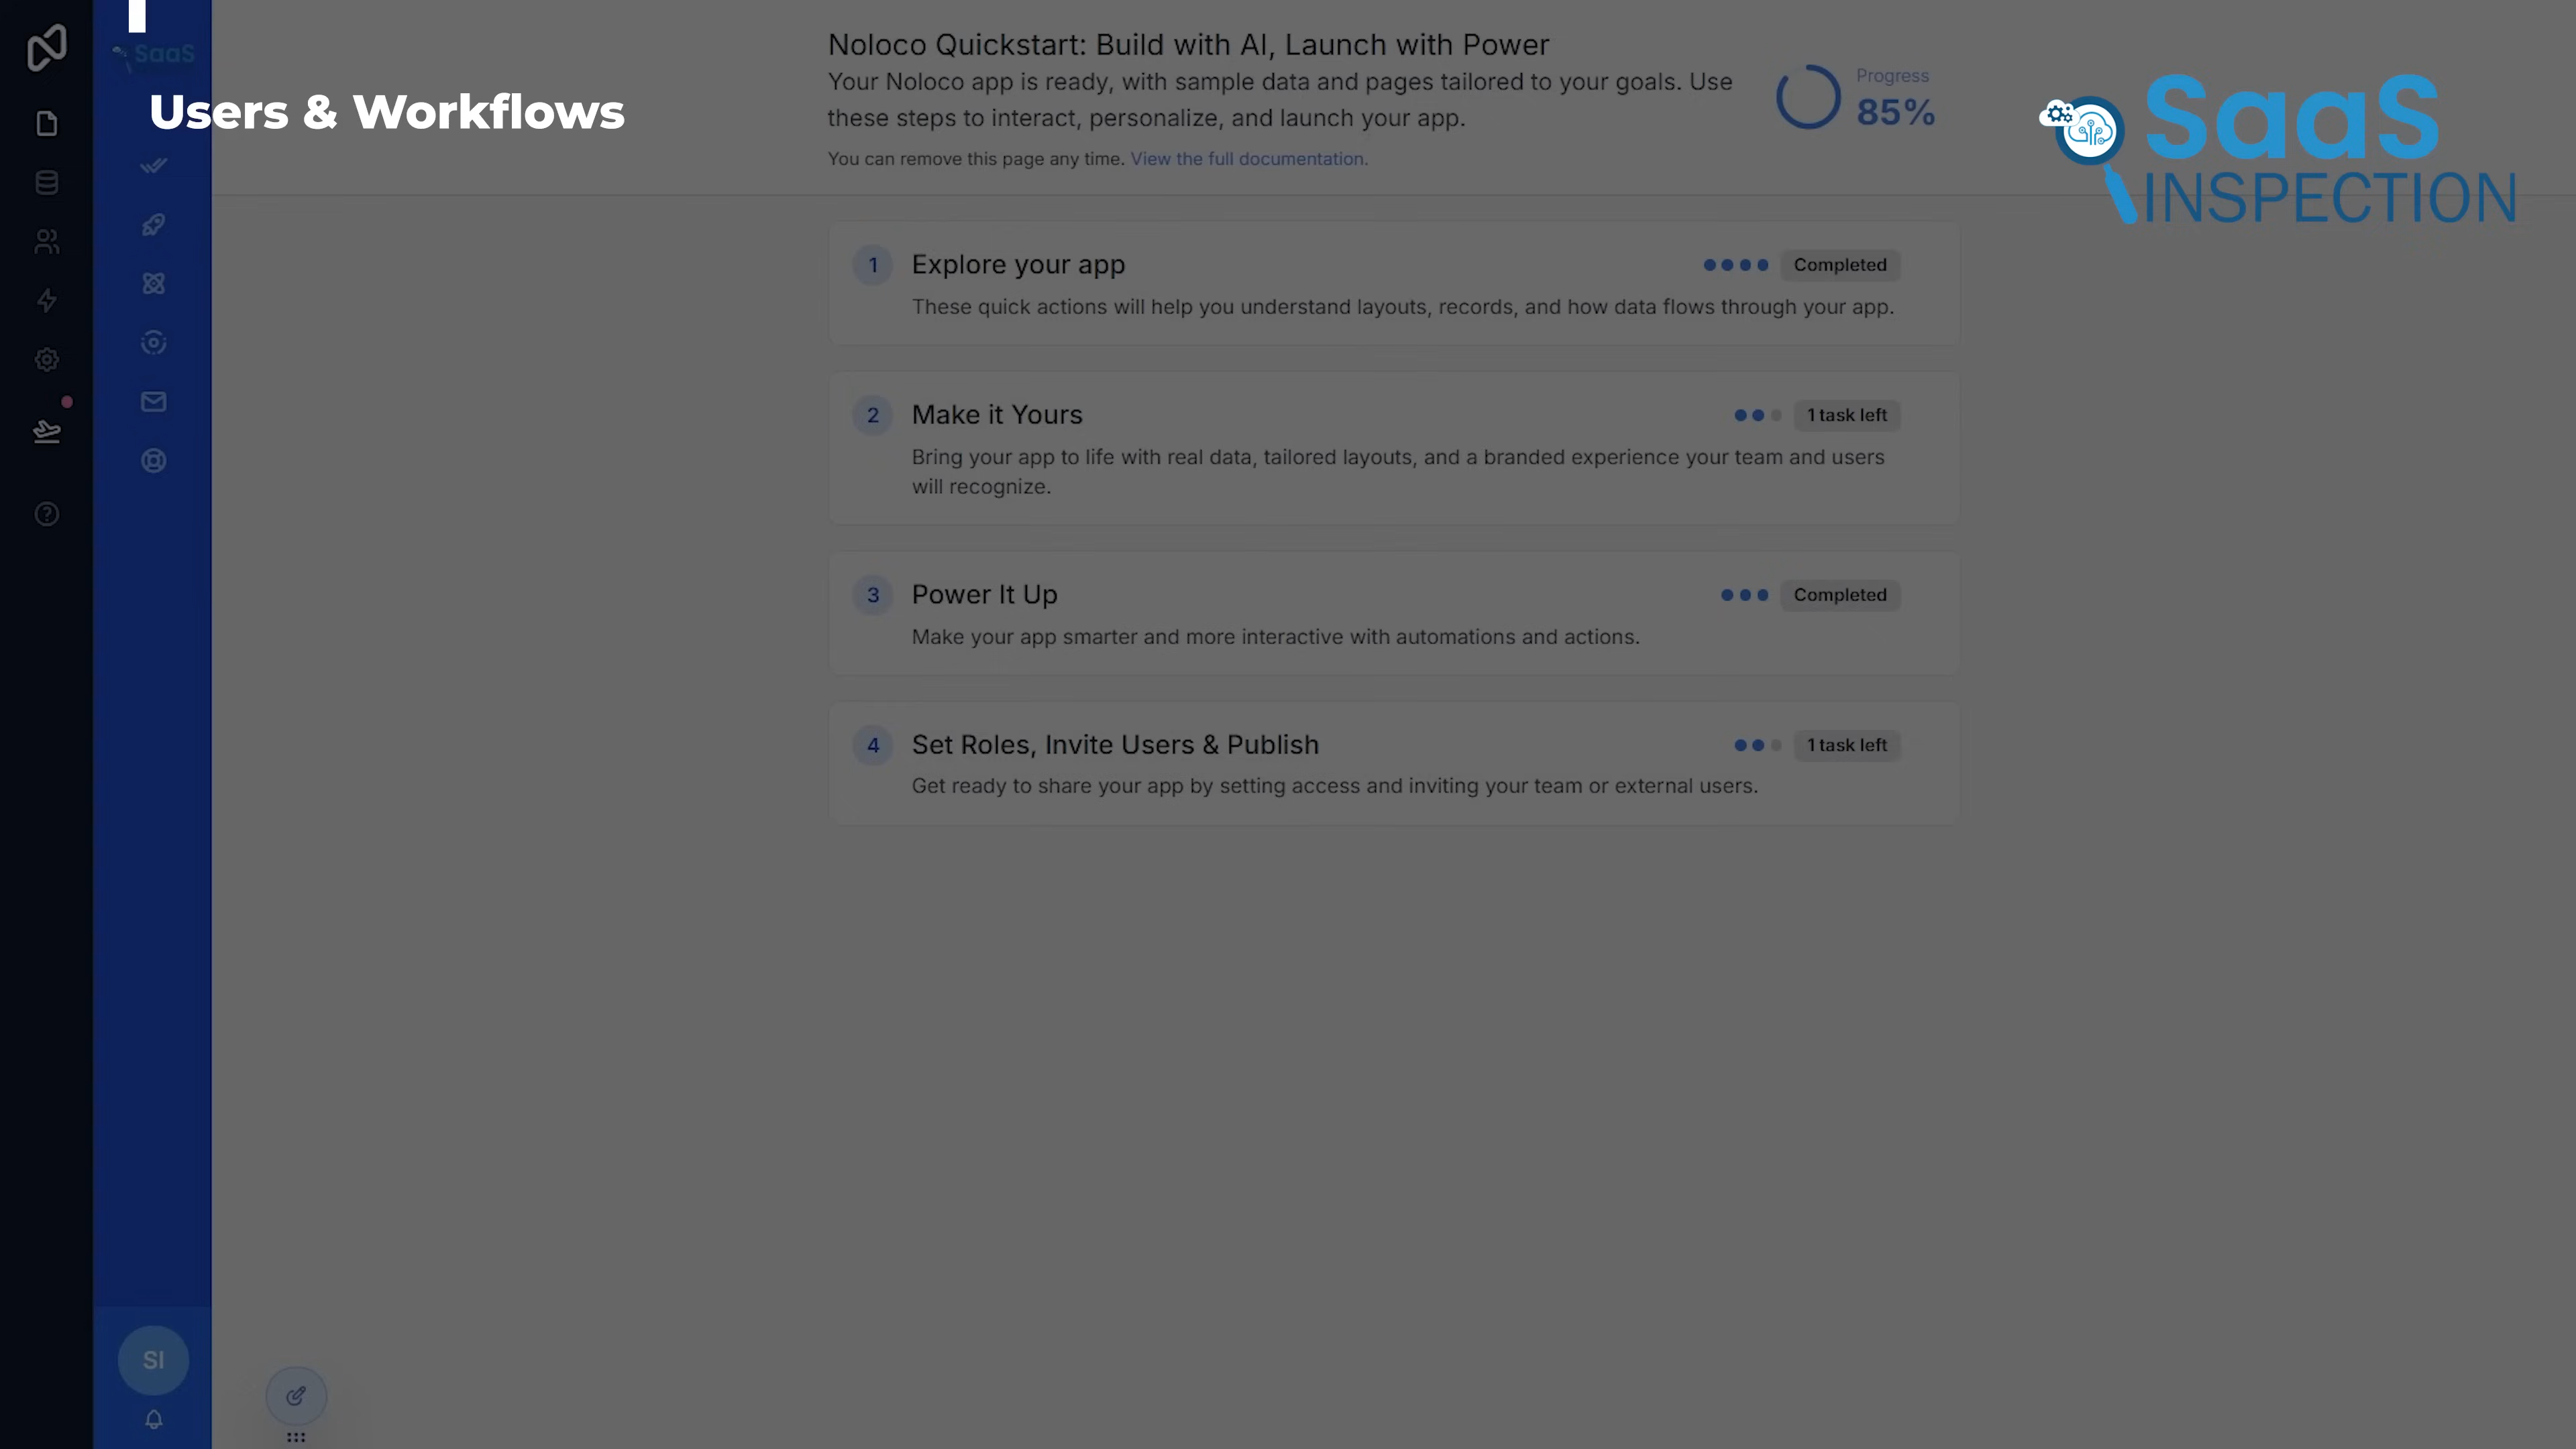 SaaS
Users & Workflows
Noloco Quickstart: Build with AI, Launch with Power
Your Noloco app is ready, with sample data and pages tailored to your goals. Use
these steps to interact, personalize, and launch your app.
You can remove this page any time. View the full documentation.
Progress
85%
SaaS
INSPECTION
1
Explore your app
Completed
These quick actions will help you understand layouts, records, and how data flows through your app.
2
Make it Yours
1 task left
Bring your app to life with real data, tailored layouts, and a branded experience your team and users
will recognize.
3
Power It Up
Completed
Make your app smarter and more interactive with automations and actions.
4
Set Roles, Invite Users & Publish
1 task left
Get ready to share your app by setting access and inviting your team or external users.
SI